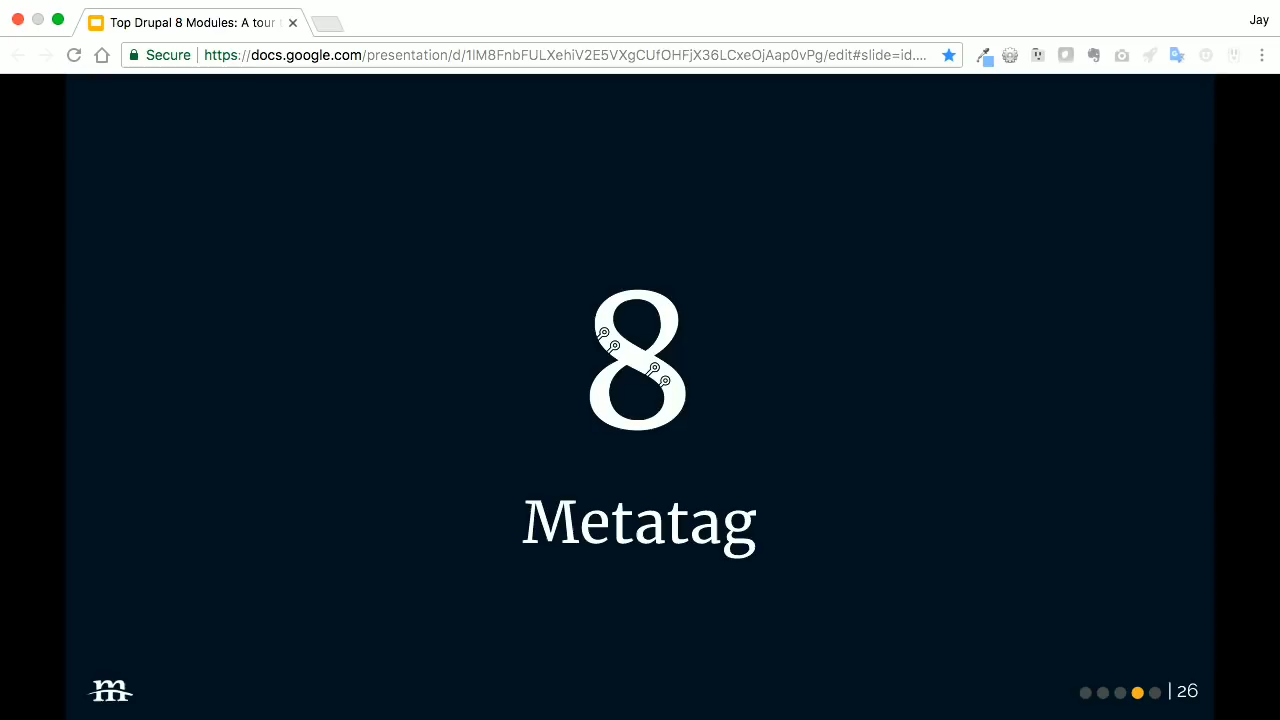 Top Drupal 8 Modules: A tour
Jay
Secure
https://docs.google.com/presentation/d/1lM8FnbFULXehiV2E5VXgCUfOHFjX36LCxeOjAap0vPg/edit#slide=id....
8
Metatag
m
| 26